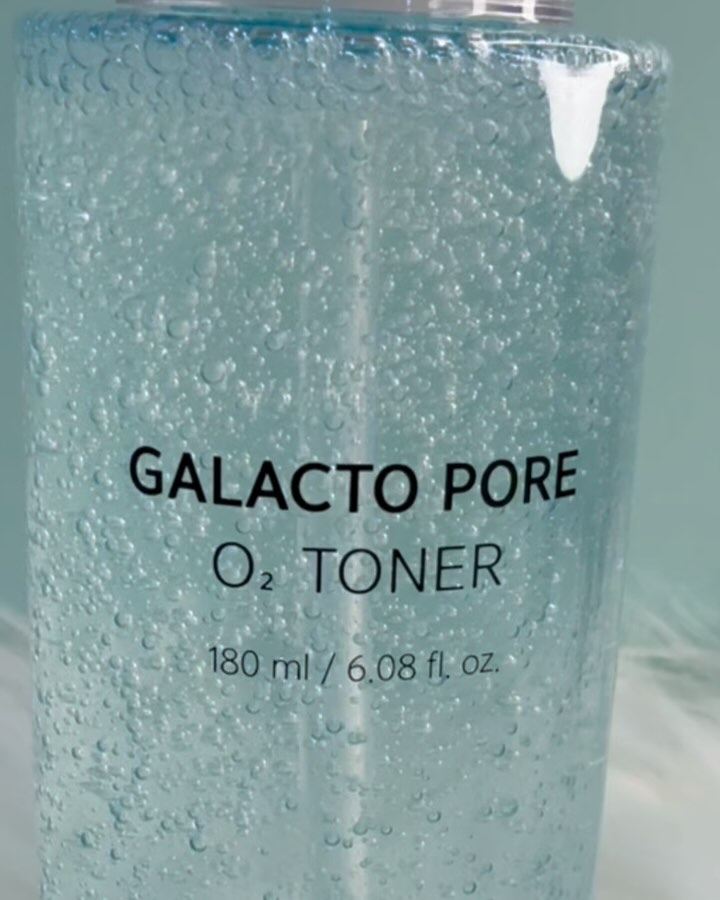 GALACTO PORE
O₂ TONER
180 ml / 6.08 fl. oz.